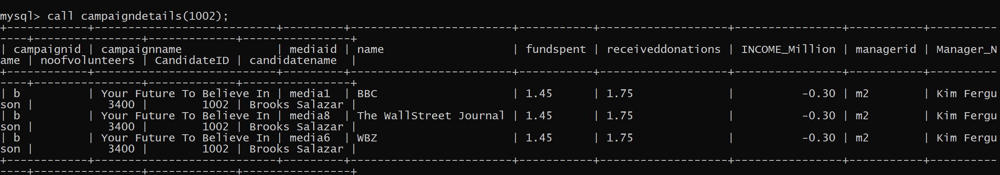 mysql> call campaigndetails(1002);
+------------+---------------------------+---------+------------------------+-----------+-------------------+----------------+-----------+----------
----+----------------+-------------+----------------+
| campaignid | campaignname              | mediaid | name                   | fundspent | receiveddonations | INCOME_Million | managerid | Manager_N
ame | noofvolunteers | CandidateID | candidatename  |
+------------+---------------------------+---------+------------------------+-----------+-------------------+----------------+-----------+----------
----+----------------+-------------+----------------+
| b          | Your Future To Believe In | media1  | BBC                    | 1.45      | 1.75              |          -0.30 | m2        | Kim Fergu
son |           3400 |        1002 | Brooks Salazar |
| b          | Your Future To Believe In | media8  | The WallStreet Journal | 1.45      | 1.75              |          -0.30 | m2        | Kim Fergu
son |           3400 |        1002 | Brooks Salazar |
| b          | Your Future To Believe In | media6  | WBZ                    | 1.45      | 1.75              |          -0.30 | m2        | Kim Fergu
son |           3400 |        1002 | Brooks Salazar |
+------------+---------------------------+---------+------------------------+-----------+-------------------+----------------+-----------+----------
----+----------------+-------------+----------------+